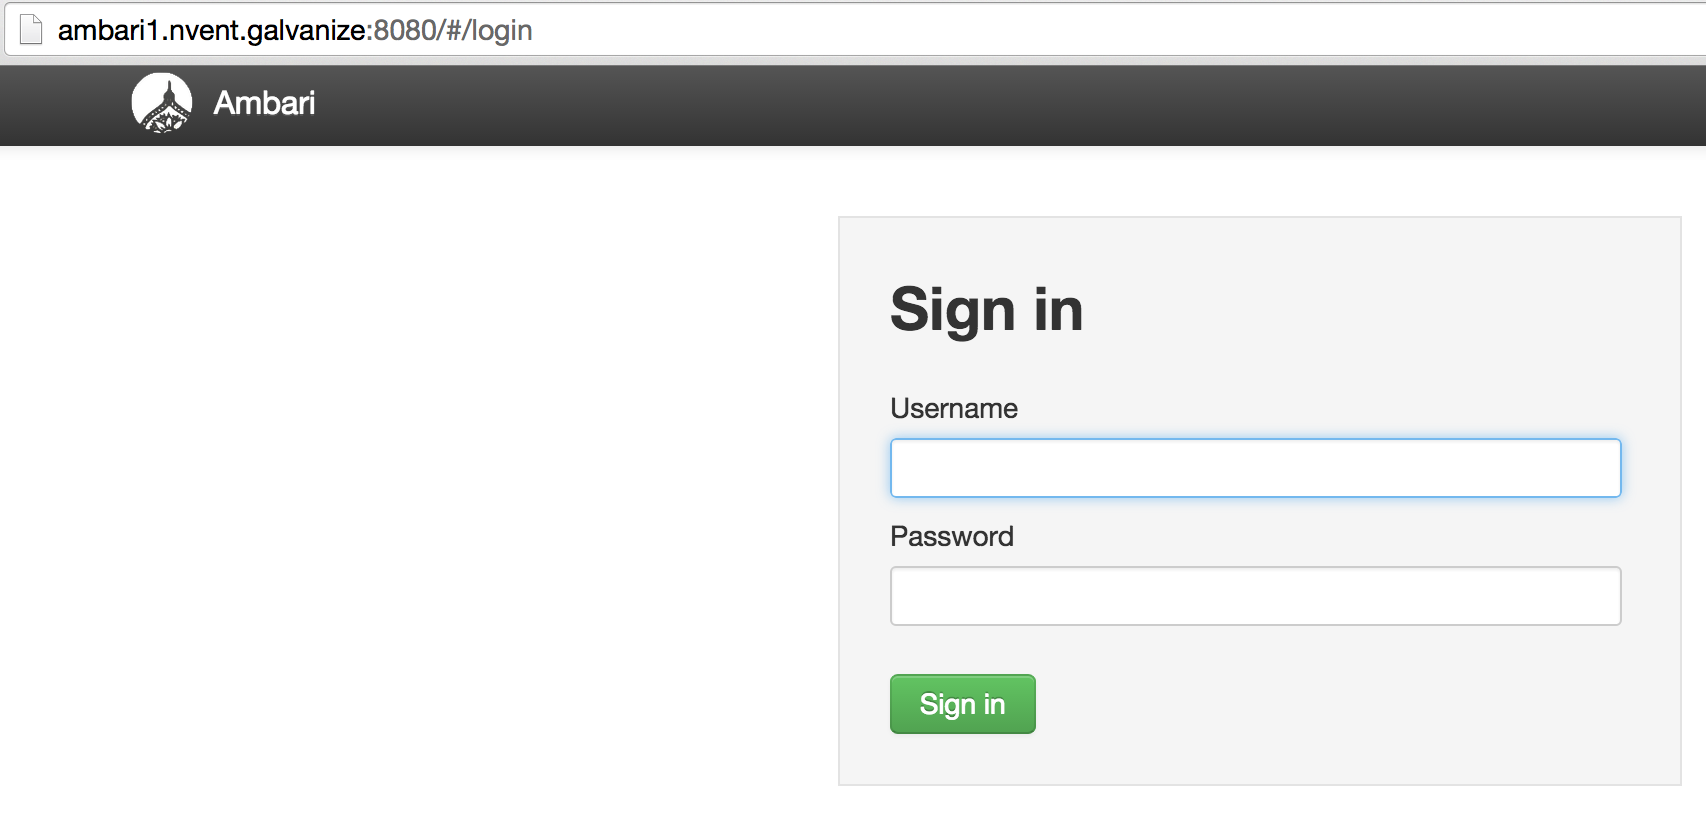 ambari1.nvent.galvanize:8080/#/login
Ambari
Sign in
Username
Password
Sign in